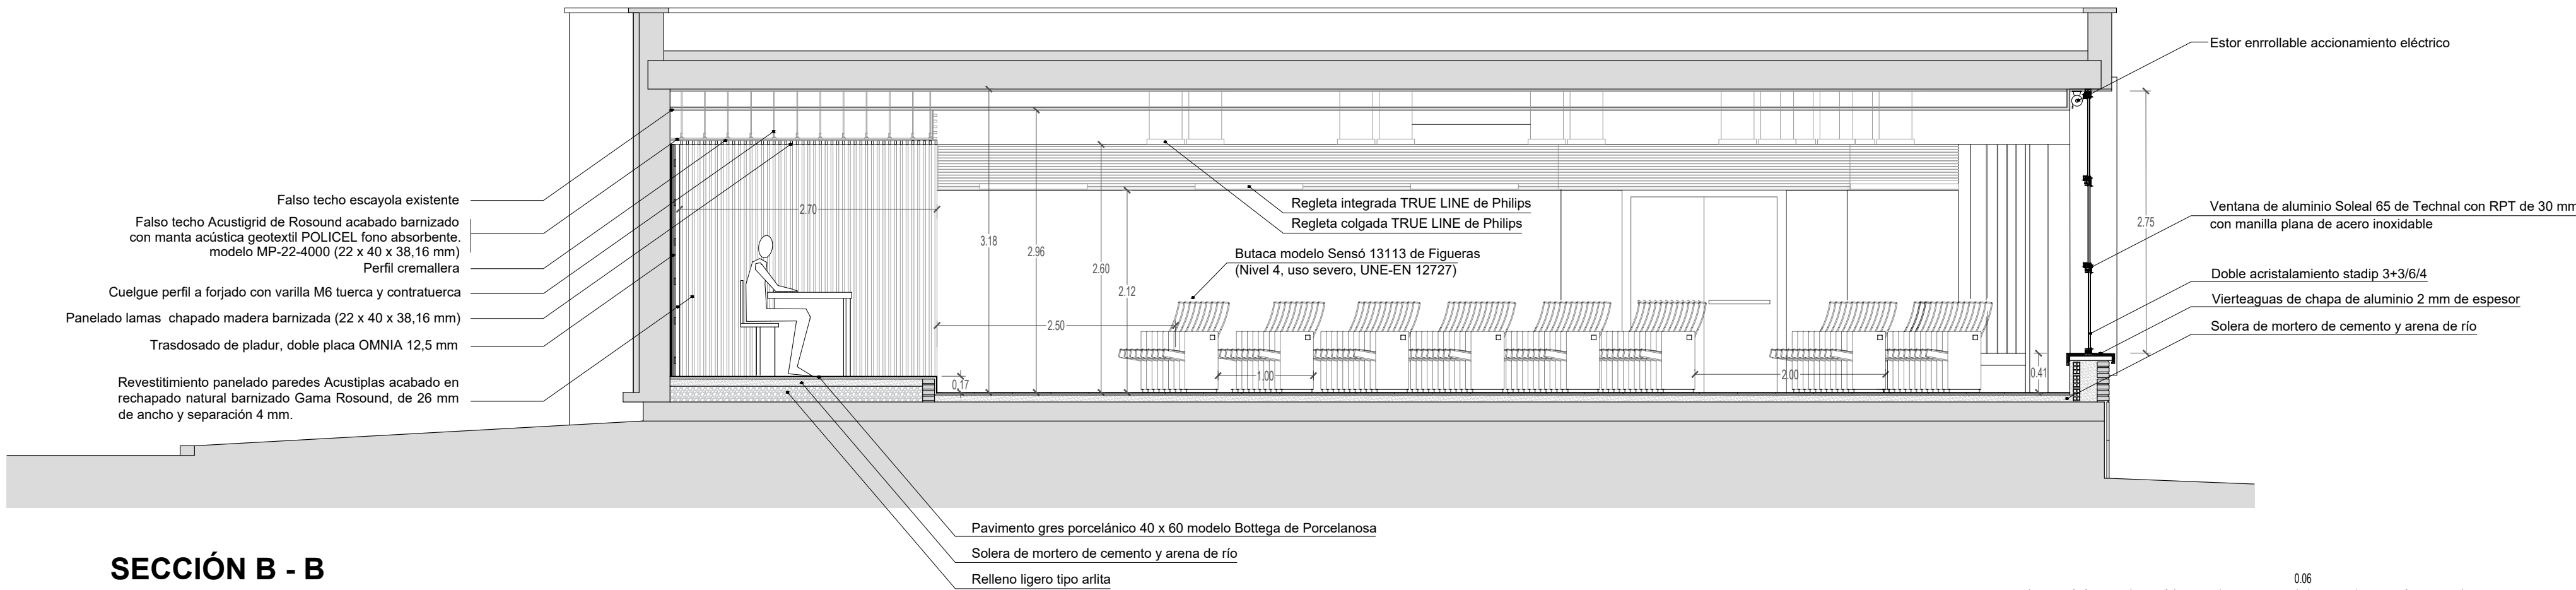 Estor enrrollable accionamiento eléctrico
Falso techo escayola existente
Falso techo Acustigrid de Rosound acabado barnizado
con manta acústica geotextil POLICEL fono absorbente.
modelo MP-22-4000 (22 x 40 x 38,16 mm)
Perfil cremallera
Cuelgue perfil a forjado con varilla M6 tuerca y contratuerca
Panelado lamas chapado madera barnizada (22 x 40 x 38,16 mm)
Trasdosado de pladur, doble placa OMNIA 12,5 mm
Revestitimiento panelado paredes Acustiplas acabado en
rechapado natural barnizado Gama Rosound, de 26 mm
de ancho y separación 4 mm.
2.70
3.18
2.96
2.60
2.12
2.50
0.17
1.00
2.00
0.41
2.75
Regleta integrada TRUE LINE de Philips
Regleta colgada TRUE LINE de Philips
Butaca modelo Sensó 13113 de Figueras
(Nivel 4, uso severo, UNE-EN 12727)
Ventana de aluminio Soleal 65 de Technal con RPT de 30 mm
con manilla plana de acero inoxidable
Doble acristalamiento stadip 3+3/6/4
Vierteaguas de chapa de aluminio 2 mm de espesor
Solera de mortero de cemento y arena de río
Pavimento gres porcelánico 40 x 60 modelo Bottega de Porcelanosa
Solera de mortero de cemento y arena de río
Relleno ligero tipo arlita
SECCIÓN B - B
0.06